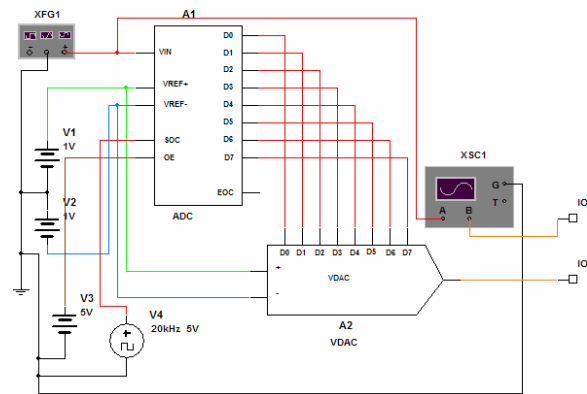 XFG1
A1
VIN
VREF+
VREF-
SOC
OE
D0
D1
D2
D3
D4
D5
D6
D7
EOC
ADC
V1
1V
V2
1V
V3
5V
V4
20kHz 5V
XSC1
G
T
A
B
IO
IO
D0 D1 D2 D3 D4 D5 D6 D7
+
VDAC
-
A2
VDAC